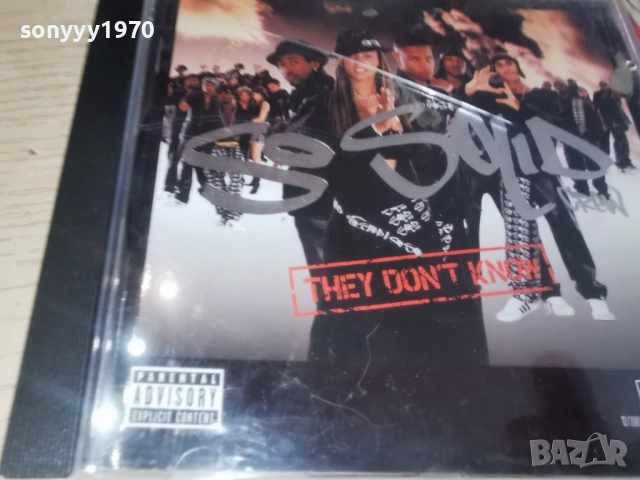 sonyyy1970
So Solid
CREW
THEY DON'T KNOW
PARENTAL
ADVISORY
EXPLICIT CONTENT
BAZAR